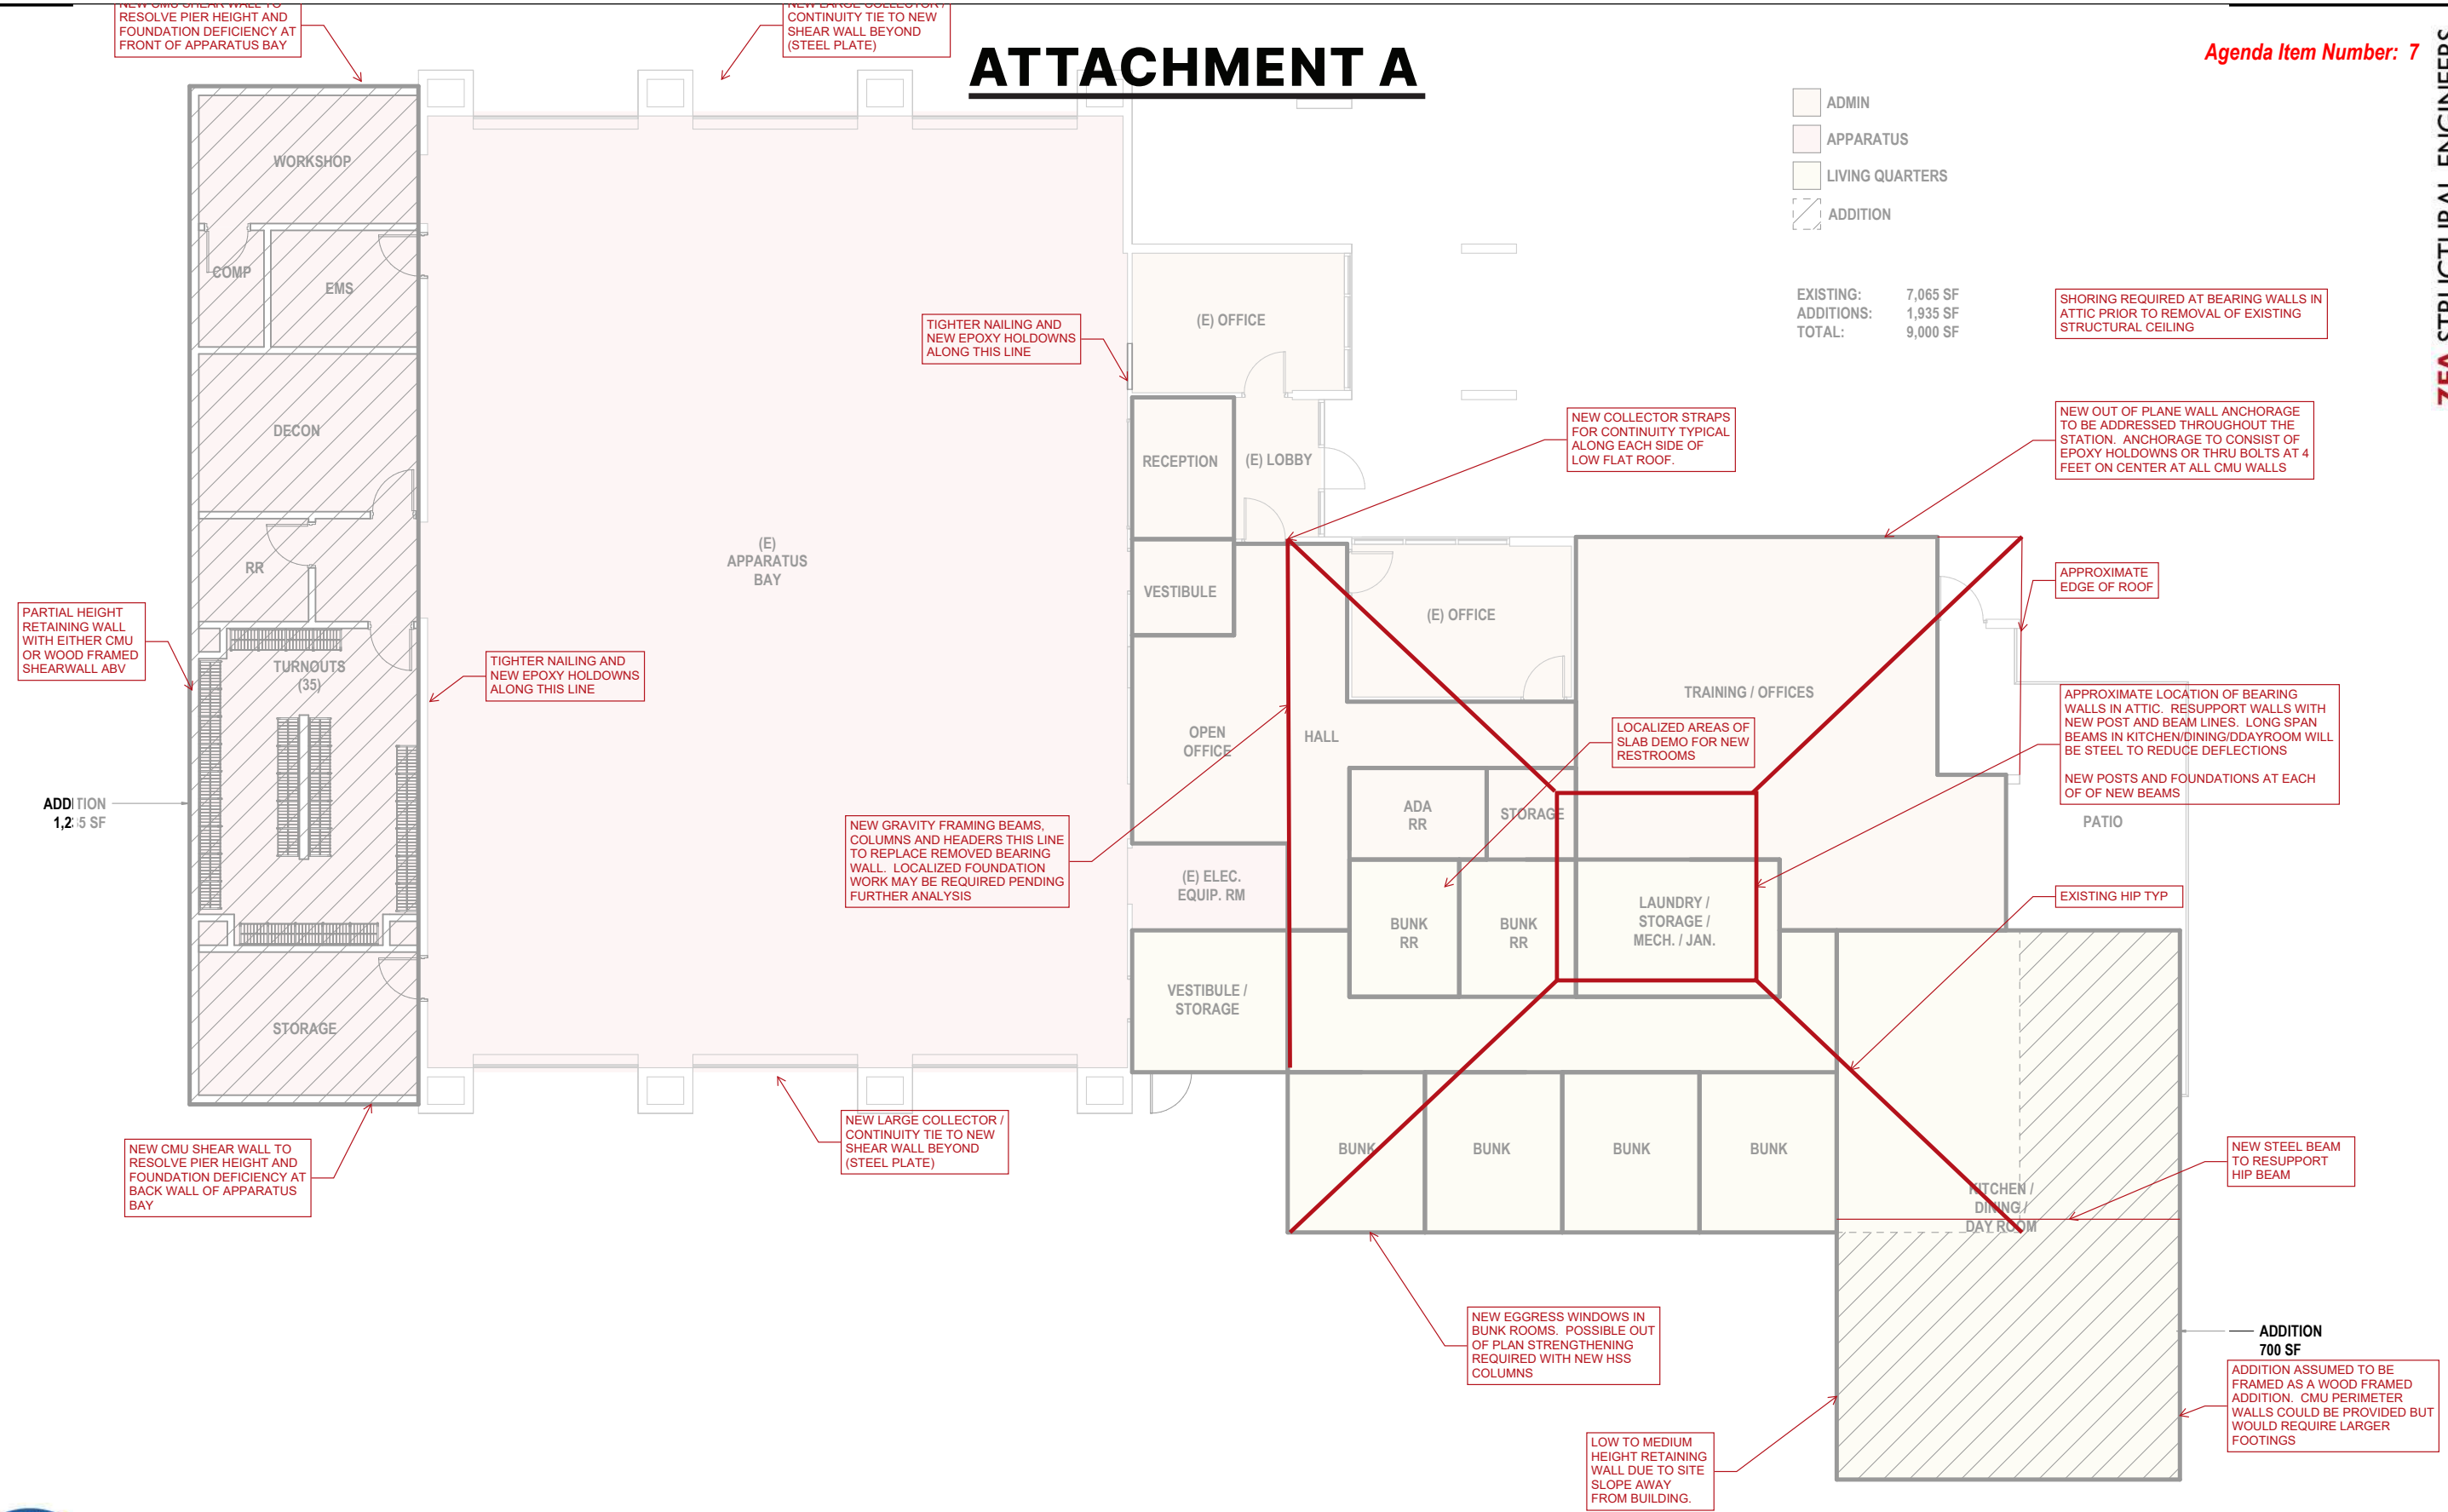 NEW CMU SHEAR WALL TO
RESOLVE PIER HEIGHT AND
FOUNDATION DEFICIENCY AT
FRONT OF APPARATUS BAY
NEW LARGE COLLECTOR /
CONTINUITY TIE TO NEW
SHEAR WALL BEYOND
(STEEL PLATE)
ATTACHMENT A
Agenda Item Number: 7
ZFA STRUCTURAL ENGINEERS
ADMIN
APPARATUS
LIVING QUARTERS
ADDITION
EXISTING: 7,065 SF
ADDITIONS: 1,935 SF
TOTAL: 9,000 SF
SHORING REQUIRED AT BEARING WALLS IN
ATTIC PRIOR TO REMOVAL OF EXISTING
STRUCTURAL CEILING
WORKSHOP
COMP
EMS
DECON
RR
TURNOUTS
(35)
STORAGE
(E)
APPARATUS
BAY
TIGHTER NAILING AND
NEW EPOXY HOLDOWNS
ALONG THIS LINE
(E) OFFICE
RECEPTION
(E) LOBBY
VESTIBULE
NEW COLLECTOR STRAPS
FOR CONTINUITY TYPICAL
ALONG EACH SIDE OF
LOW FLAT ROOF.
NEW OUT OF PLANE WALL ANCHORAGE
TO BE ADDRESSED THROUGHOUT THE
STATION. ANCHORAGE TO CONSIST OF
EPOXY HOLDOWNS OR THRU BOLTS AT 4
FEET ON CENTER AT ALL CMU WALLS
APPROXIMATE
EDGE OF ROOF
PARTIAL HEIGHT
RETAINING WALL
WITH EITHER CMU
OR WOOD FRAMED
SHEARWALL ABV
TIGHTER NAILING AND
NEW EPOXY HOLDOWNS
ALONG THIS LINE
(E) OFFICE
TRAINING / OFFICES
OPEN
OFFICE
HALL
LOCALIZED AREAS OF
SLAB DEMO FOR NEW
RESTROOMS
APPROXIMATE LOCATION OF BEARING
WALLS IN ATTIC. RESUPPORT WALLS WITH
NEW POST AND BEAM LINES. LONG SPAN
BEAMS IN KITCHEN/DINING/DDAYROOM WILL
BE STEEL TO REDUCE DEFLECTIONS
NEW POSTS AND FOUNDATIONS AT EACH
OF OF NEW BEAMS
ADDITION
1,235 SF
ADA
RR
STORAGE
PATIO
NEW GRAVITY FRAMING BEAMS,
COLUMNS AND HEADERS THIS LINE
TO REPLACE REMOVED BEARING
WALL. LOCALIZED FOUNDATION
WORK MAY BE REQUIRED PENDING
FURTHER ANALYSIS
(E) ELEC.
EQUIP. RM
BUNK
RR
BUNK
RR
LAUNDRY /
STORAGE /
MECH. / JAN.
EXISTING HIP TYP
VESTIBULE /
STORAGE
NEW CMU SHEAR WALL TO
RESOLVE PIER HEIGHT AND
FOUNDATION DEFICIENCY AT
BACK WALL OF APPARATUS
BAY
NEW LARGE COLLECTOR /
CONTINUITY TIE TO NEW
SHEAR WALL BEYOND
(STEEL PLATE)
BUNK
BUNK
BUNK
BUNK
KITCHEN /
DINING /
DAY ROOM
NEW STEEL BEAM
TO RESUPPORT
HIP BEAM
NEW EGGRESS WINDOWS IN
BUNK ROOMS. POSSIBLE OUT
OF PLAN STRENGTHENING
REQUIRED WITH NEW HSS
COLUMNS
ADDITION
700 SF
ADDITION ASSUMED TO BE
FRAMED AS A WOOD FRAMED
ADDITION. CMU PERIMETER
WALLS COULD BE PROVIDED BUT
WOULD REQUIRE LARGER
FOOTINGS
LOW TO MEDIUM
HEIGHT RETAINING
WALL DUE TO SITE
SLOPE AWAY
FROM BUILDING.